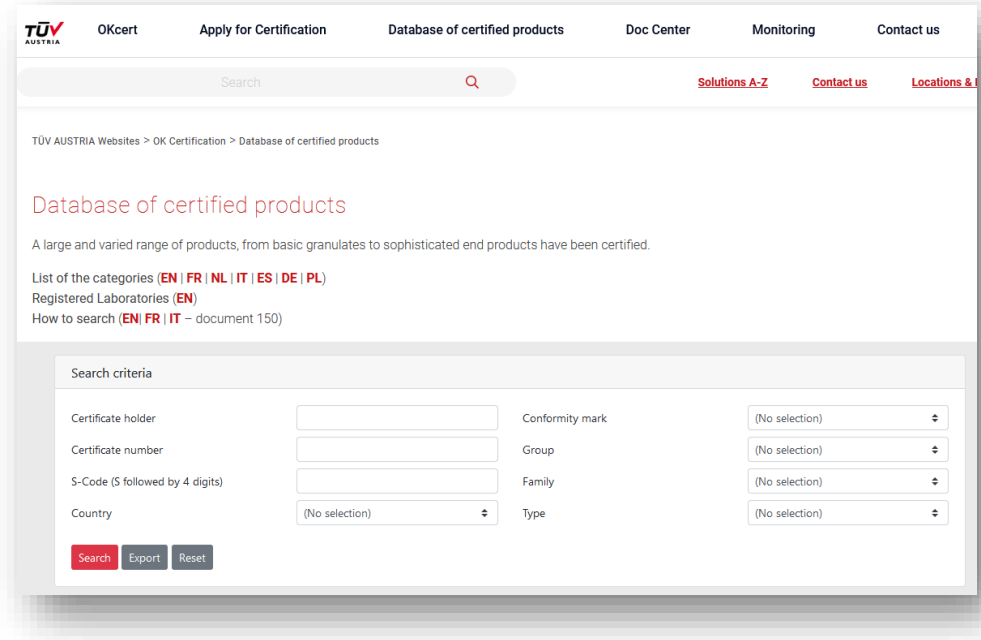 TÜV AUSTRIA OKcert Apply for Certification Database of certified products Doc Center Monitoring Contact us
Search Solutions A-Z Contact us Locations &
TÜV AUSTRIA Websites > OK Certification > Database of certified products
Database of certified products
A large and varied range of products, from basic granulates to sophisticated end products have been certified.
List of the categories (EN | FR | NL | IT | ES | DE | PL)
Registered Laboratories (EN)
How to search (EN| FR | IT – document 150)
Search criteria
Certificate holder Conformity mark (No selection)
Certificate number Group (No selection)
S-Code (S followed by 4 digits) Family (No selection)
Country (No selection) Type (No selection)
Search Export Reset